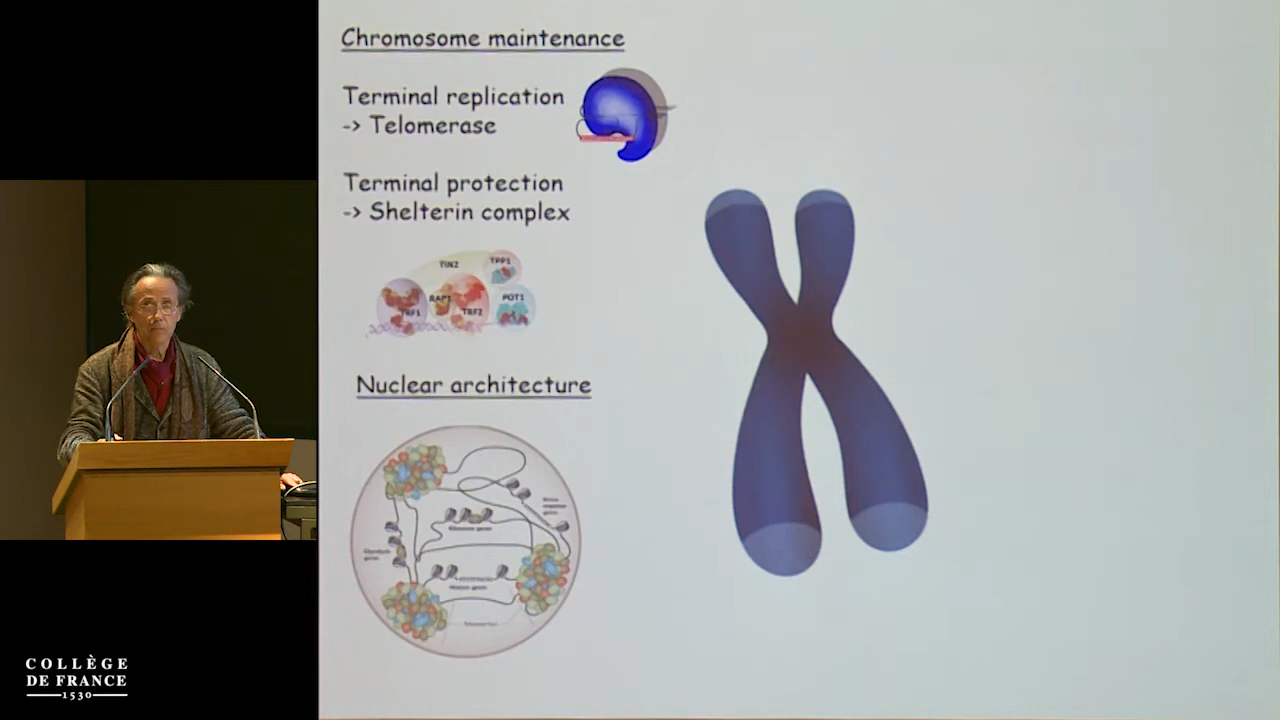 Chromosome maintenance
Terminal replication
-> Telomerase
Terminal protection
-> Shelterin complex
TIN2
TPP1
RAP1
POT1
TRF1
TRF2
Nuclear architecture
COLLÈGE
DE FRANCE
1530